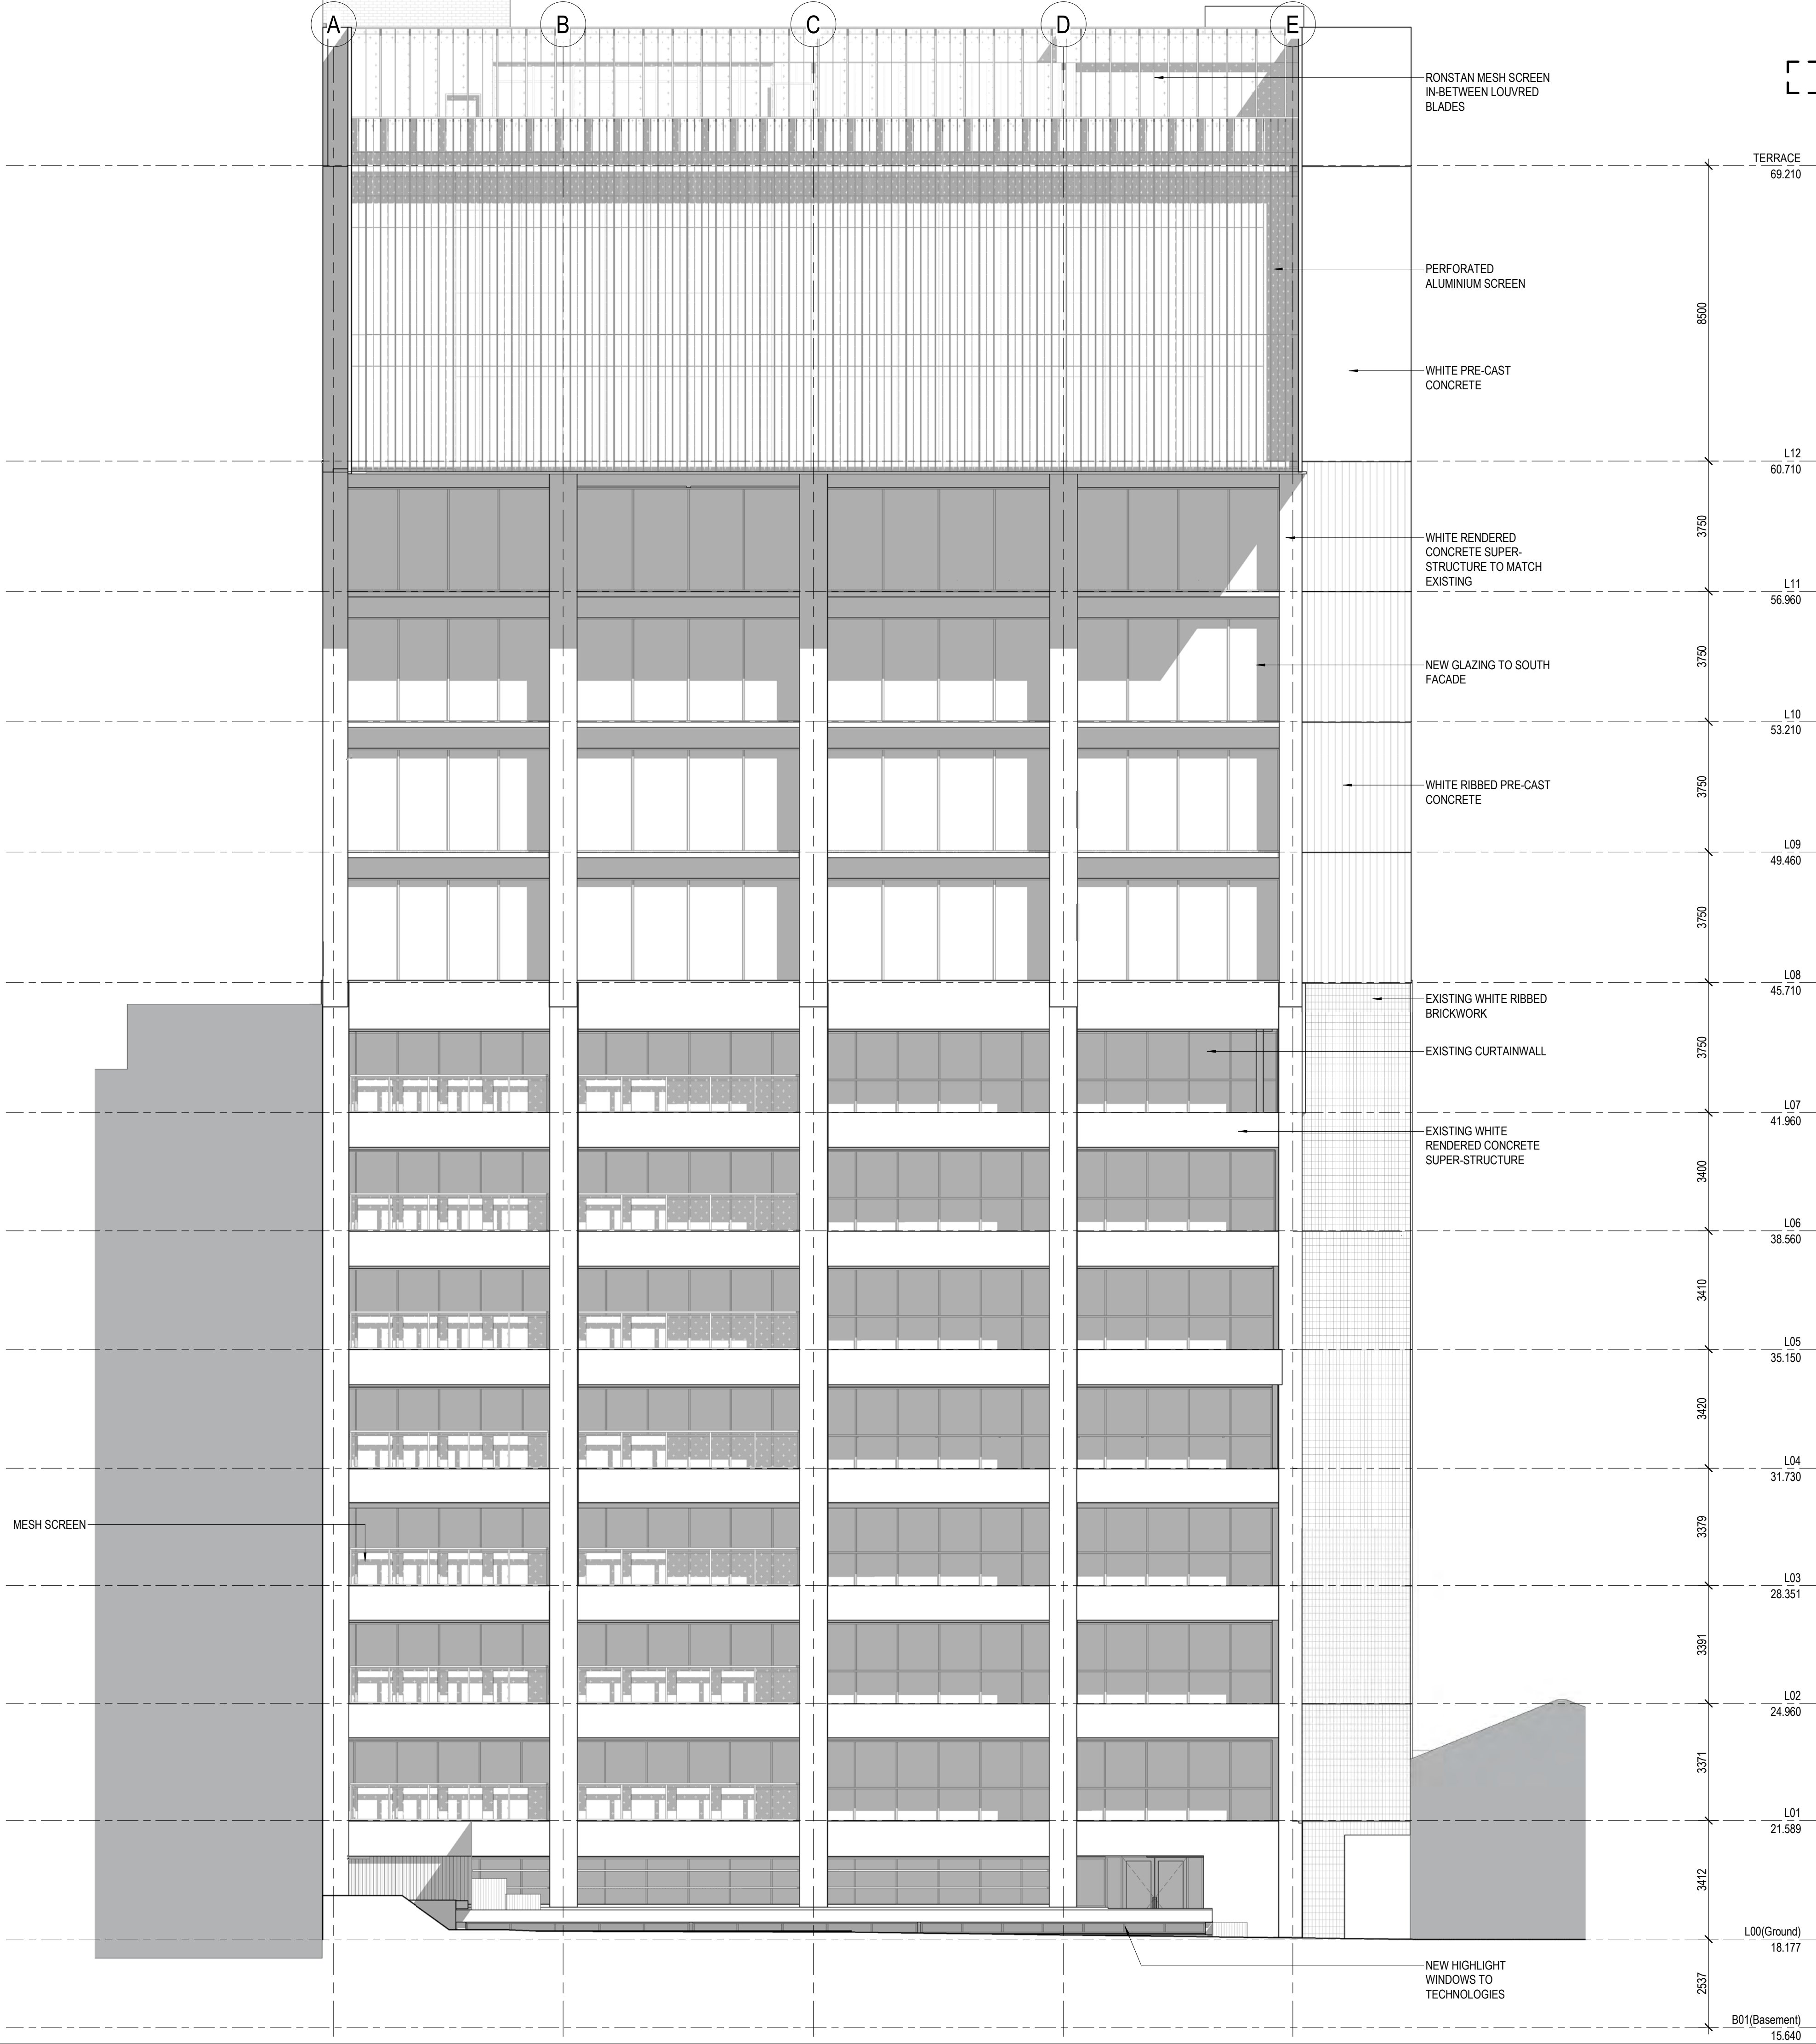 A
B
C
D
E
RONSTAN MESH SCREEN
IN-BETWEEN LOUVRED
BLADES
TERRACE
69.210
PERFORATED
ALUMINIUM SCREEN
8500
WHITE PRE-CAST
CONCRETE
L12
60.710
3750
WHITE RENDERED
CONCRETE SUPER-
STRUCTURE TO MATCH
EXISTING
L11
56.960
3750
NEW GLAZING TO SOUTH
FACADE
L10
53.210
3750
WHITE RIBBED PRE-CAST
CONCRETE
L09
49.460
3750
L08
45.710
EXISTING WHITE RIBBED
BRICKWORK
3750
EXISTING CURTAINWALL
L07
41.960
EXISTING WHITE
RENDERED CONCRETE
SUPER-STRUCTURE
3400
L06
38.560
3410
L05
35.150
3420
L04
31.730
MESH SCREEN
3379
L03
28.351
3391
L02
24.960
3371
L01
21.589
3412
L00(Ground)
18.177
NEW HIGHLIGHT
WINDOWS TO
TECHNOLOGIES
2537
B01(Basement)
15.640